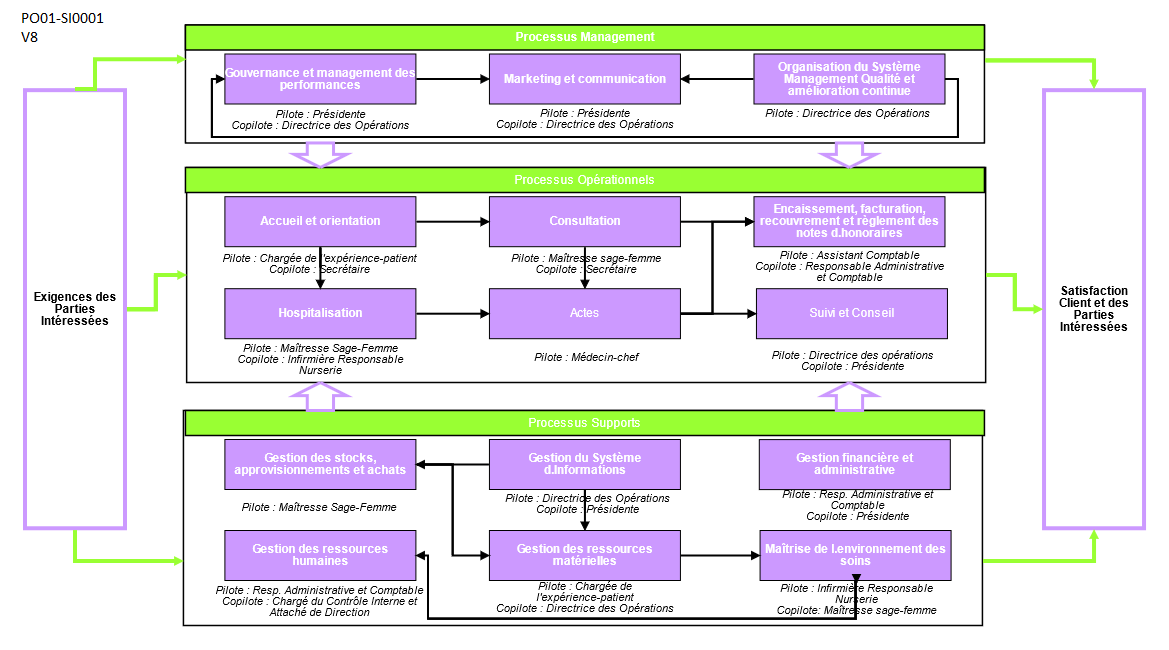 PO01-SI0001
V8
Processus Management
Gouvernance et management des
performances
Pilote : Présidente
Copilote : Directrice des Opérations
Marketing et communication
Pilote : Présidente
Copilote : Directrice des Opérations
Organisation du Système
Management Qualité et
amélioration continue
Pilote : Directrice des Opérations
Exigences des
Parties
Intéressées
Processus Opérationnels
Accueil et orientation
Pilote : Chargée de l'expérience-patient
Copilote : Secrétaire
Consultation
Pilote : Maîtresse sage-femme
Copilote : Secrétaire
Encaissement, facturation,
recouvrement et règlement des
notes d.honoraires
Pilote : Assistant Comptable
Copilote : Responsable Administrative
et Comptable
Hospitalisation
Pilote : Maîtresse Sage-Femme
Copilote : Infirmière Responsable
Nurserie
Actes
Pilote : Médecin-chef
Suivi et Conseil
Pilote : Directrice des opérations
Copilote : Présidente
Satisfaction
Client et des
Parties
Intéressées
Processus Supports
Gestion des stocks,
approvisionnements et achats
Pilote : Maîtresse Sage-Femme
Gestion du Système
d.Informations
Pilote : Directrice des Opérations
Copilote : Présidente
Gestion financière et
administrative
Pilote : Resp. Administrative et
Comptable
Copilote : Présidente
Gestion des ressources
humaines
Pilote : Resp. Administrative et Comptable
Copilote : Chargé du Contrôle Interne et
Attaché de Direction
Gestion des ressources
matérielles
Pilote : Chargée de
l'expérience-patient
Copilote : Directrice des Opérations
Maîtrise de l.environnement des
soins
Pilote : Infirmière Responsable
Nurserie
Copilote: Maîtresse sage-femme